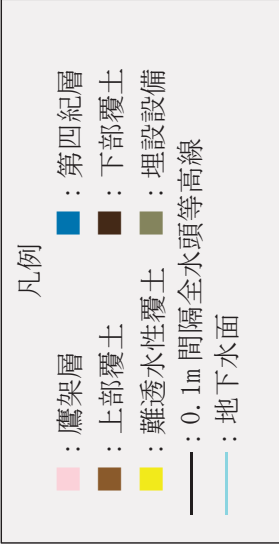 凡例
：鷹架層　：第四紀層
：上部覆土　：下部覆土
：難透水性覆土　：埋設設備
：0.1m 間隔全水頭等高線
：地下水面